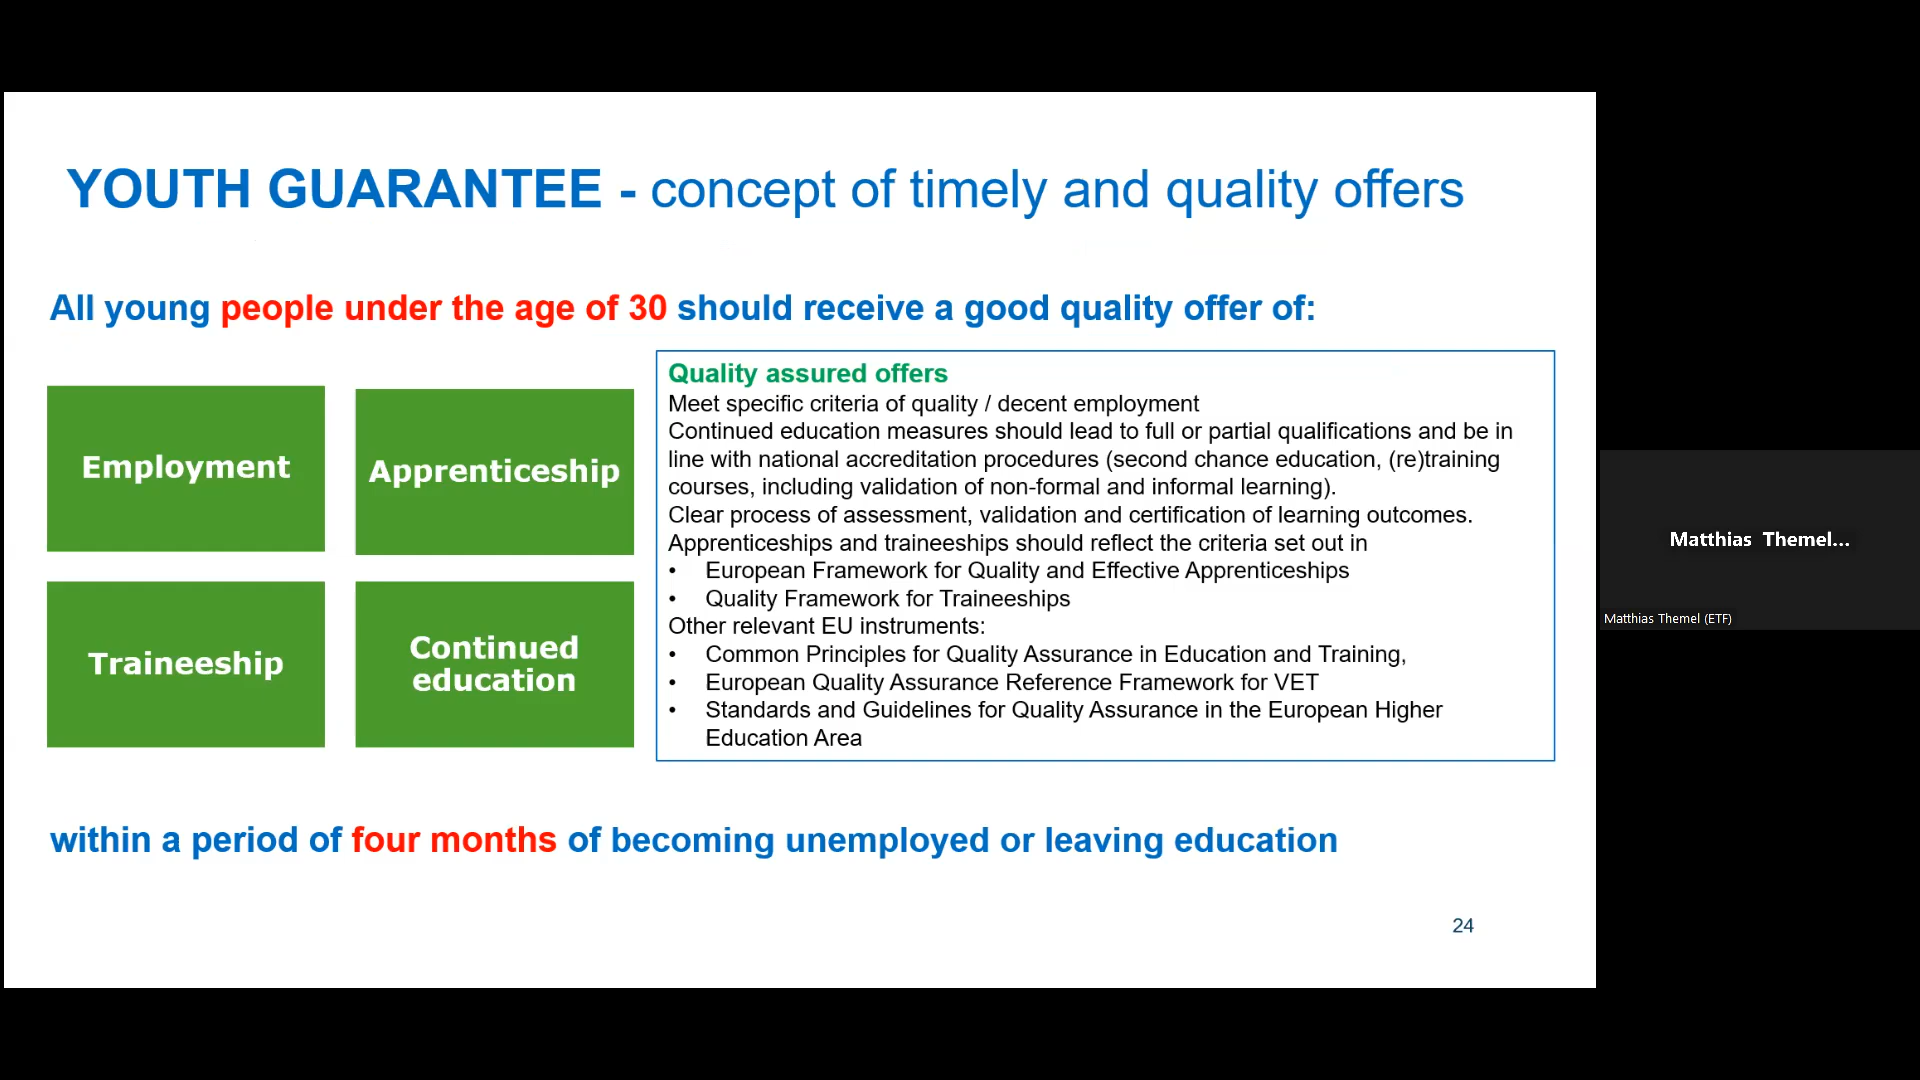 YOUTH GUARANTEE - concept of timely and quality offers
All young people under the age of 30 should receive a good quality offer of:
Employment
Apprenticeship
Traineeship
Continued
education
Quality assured offers
Meet specific criteria of quality / decent employment
Continued education measures should lead to full or partial qualifications and be in
line with national accreditation procedures (second chance education, (re)training
courses, including validation of non-formal and informal learning).
Clear process of assessment, validation and certification of learning outcomes.
Apprenticeships and traineeships should reflect the criteria set out in
• European Framework for Quality and Effective Apprenticeships
• Quality Framework for Traineeships
Other relevant EU instruments:
• Common Principles for Quality Assurance in Education and Training,
• European Quality Assurance Reference Framework for VET
• Standards and Guidelines for Quality Assurance in the European Higher
Education Area
within a period of four months of becoming unemployed or leaving education
24
Matthias Themel...
Matthias Themel (ETF)